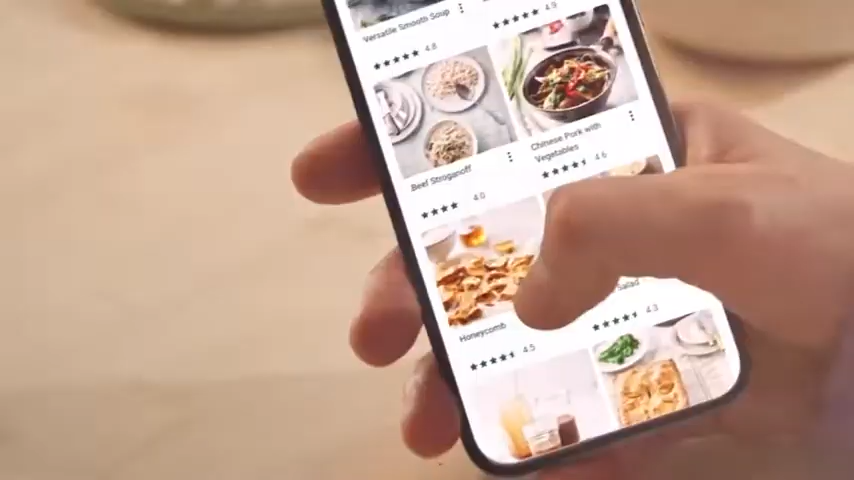 Versatile Smooth Soup
4.8
4.9
Beef Stroganoff
4.0
Chinese Pork with
Vegetables
4.6
Honeycomb
4.5
Salad
4.3